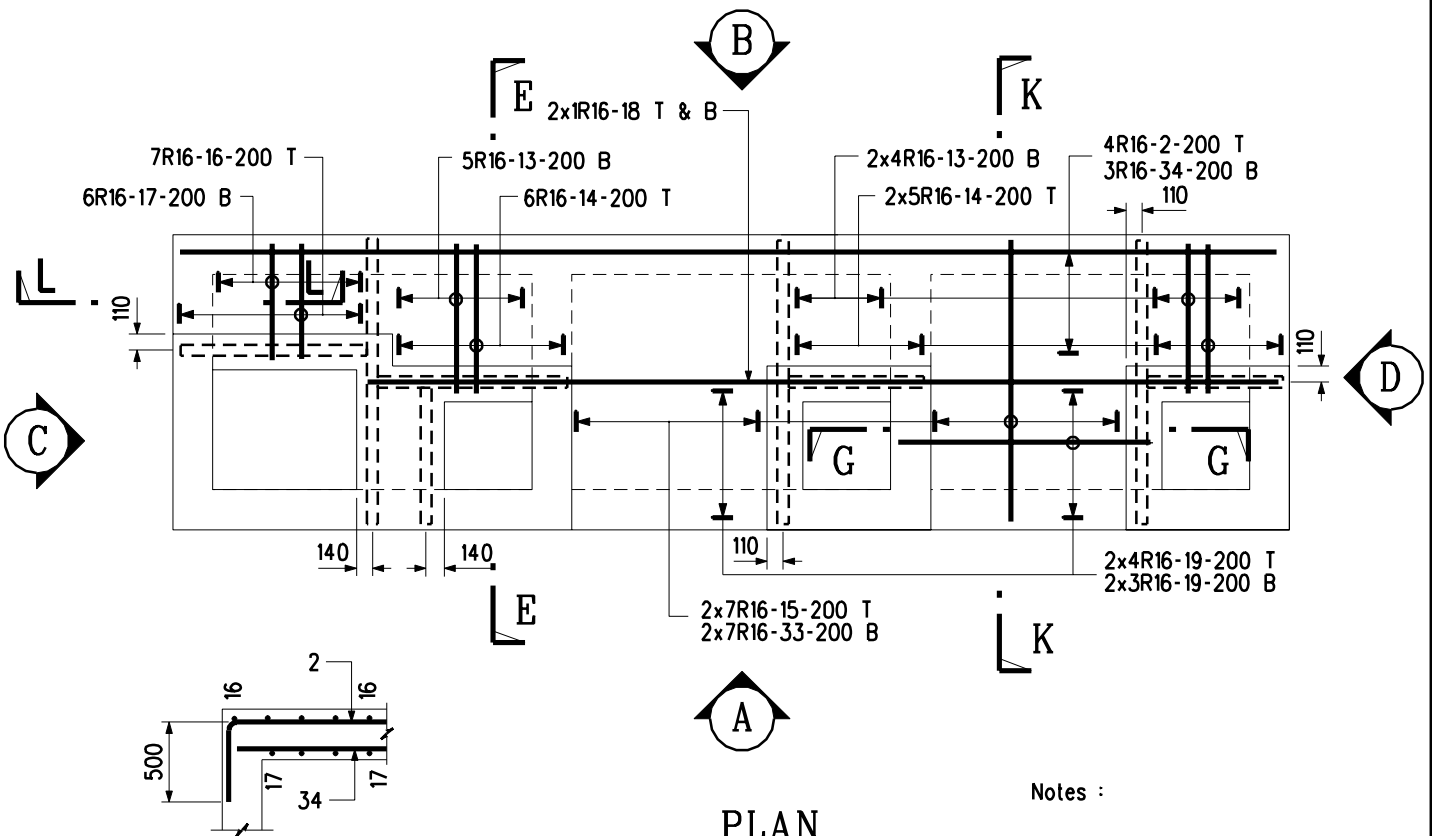 B
E
K
2x1R16-18 T & B
7R16-16-200 T
5R16-13-200 B
2x4R16-13-200 B
4R16-2-200 T
3R16-34-200 B
6R16-17-200 B
6R16-14-200 T
2x5R16-14-200 T
110
L
L
110
110
C
D
G
G
140
140
110
2x4R16-19-200 T
2x3R16-19-200 B
E
2x7R16-15-200 T
2x7R16-33-200 B
K
2
16
16
A
500
17
17
34
Notes :
PLAN